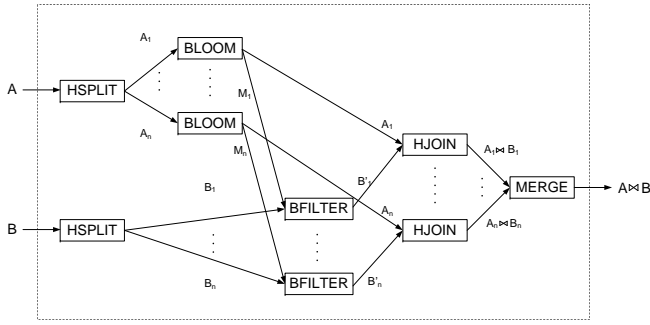 A
HSPLIT
A₁
Aₙ
BLOOM
BLOOM
M₁
Mₙ
A₁
Aₙ
B
HSPLIT
B₁
Bₙ
BFILTER
BFILTER
B'₁
B'ₙ
HJOIN
HJOIN
A₁⋈B₁
Aₙ⋈Bₙ
MERGE
A⋈B